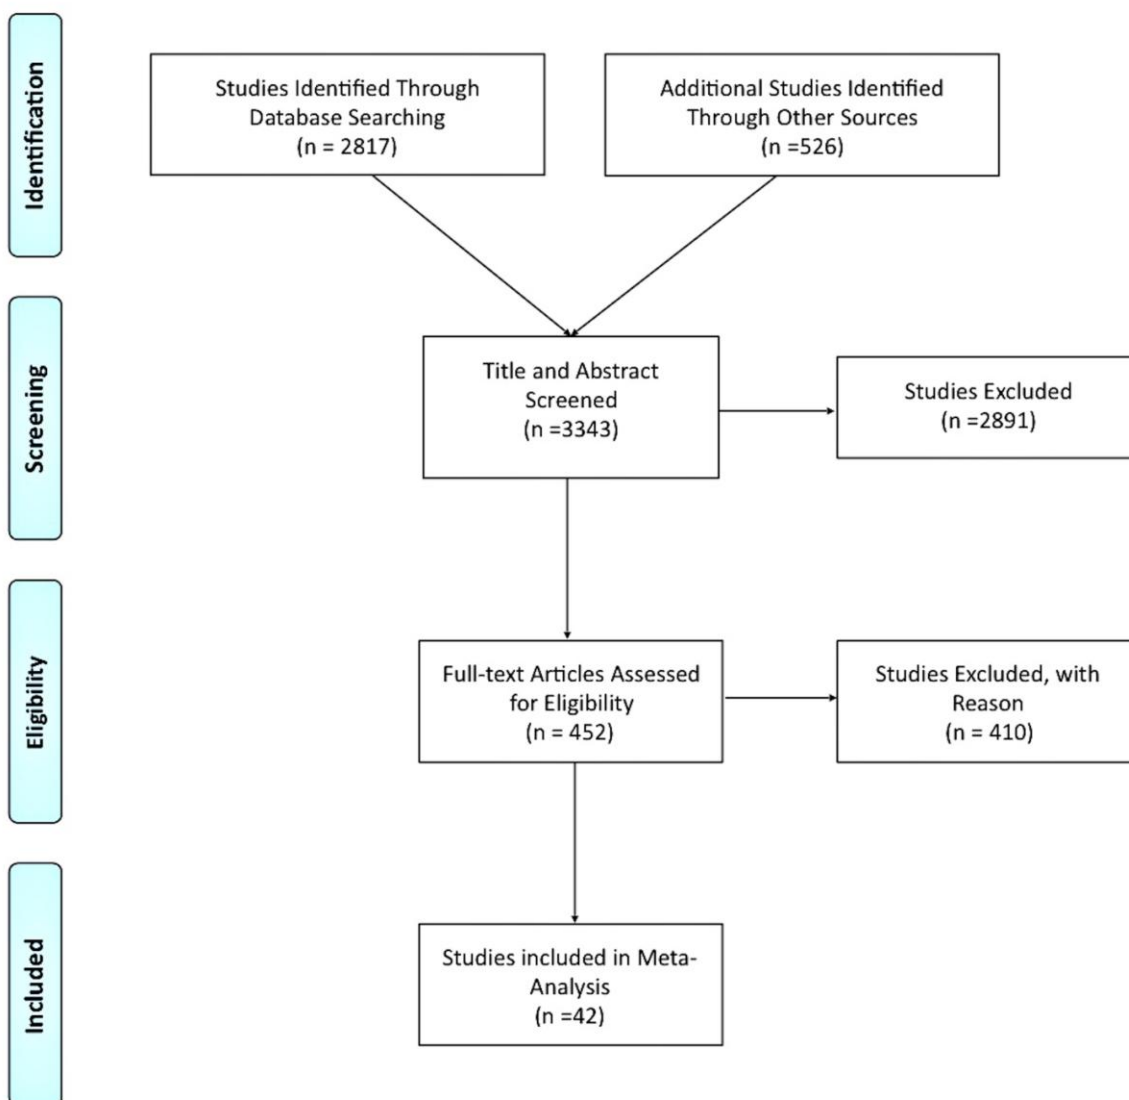 Identification
Studies Identified Through
Database Searching
(n = 2817)
Additional Studies Identified
Through Other Sources
(n =526)
Screening
Title and Abstract
Screened
(n =3343)
Studies Excluded
(n =2891)
Eligibility
Full-text Articles Assessed
for Eligibility
(n = 452)
Studies Excluded, with
Reason
(n = 410)
Included
Studies included in Meta-
Analysis
(n =42)